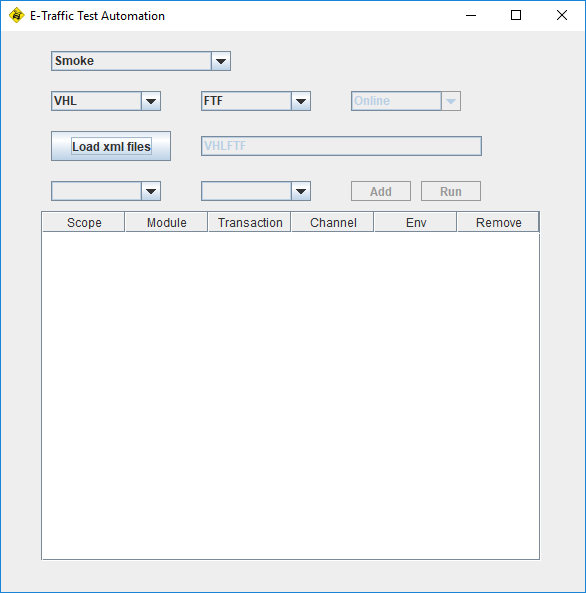 E-Traffic Test Automation
Smoke
VHL FTF Online
Load xml files VHLFTF
Add Run
Scope Module Transaction Channel Env Remove